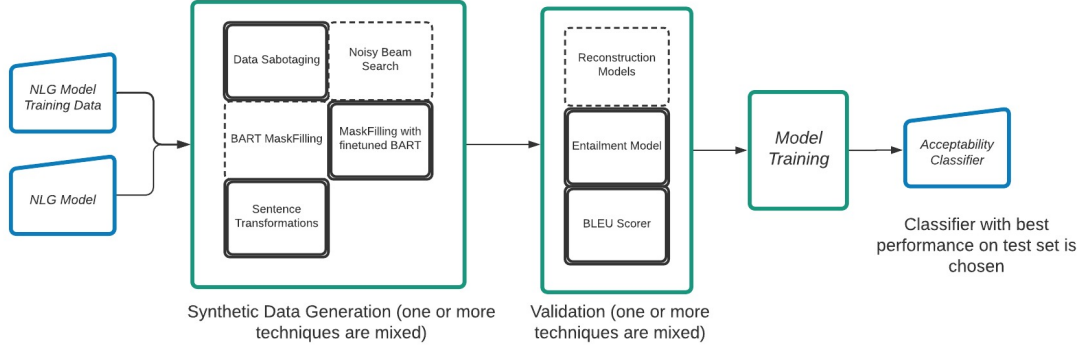 NLG Model
Training Data
NLG Model
Data Sabotaging
Noisy Beam
Search
BART MaskFilling
MaskFilling with
finetuned BART
Sentence
Transformations
Synthetic Data Generation (one or more
techniques are mixed)
Reconstruction
Models
Entailment Model
BLEU Scorer
Validation (one or more
techniques are mixed)
Model
Training
Acceptability
Classifier
Classifier with best
performance on test set is
chosen